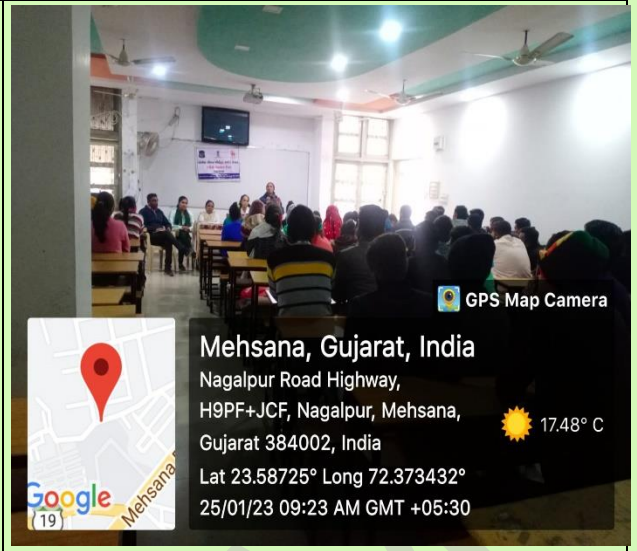 GPS Map Camera
Mehsana, Gujarat, India
Nagalpur Road Highway,
H9PF+JCF, Nagalpur, Mehsana,
Gujarat 384002, India
Lat 23.58725° Long 72.373432°
25/01/23 09:23 AM GMT +05:30
17.48° C
Google
19
Mehsana